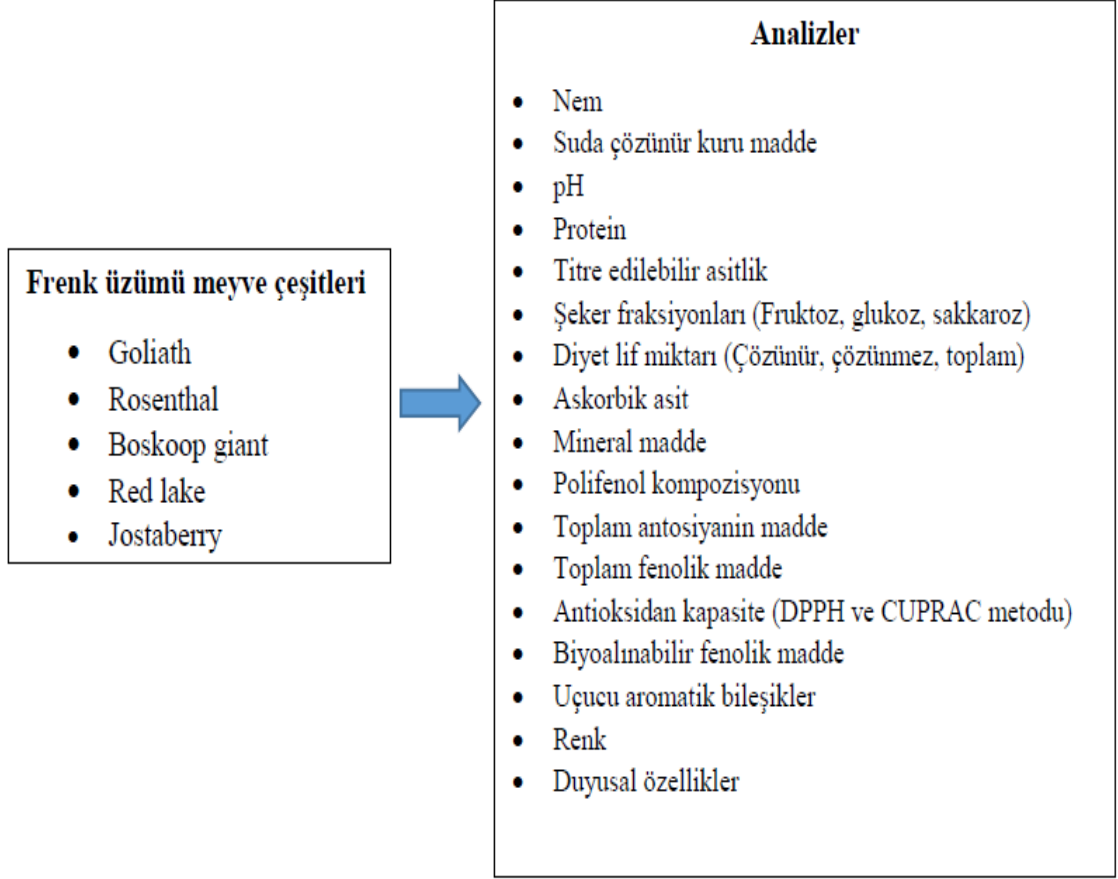 Frenk üzümü meyve çeşitleri
• Goliath
• Rosenthal
• Boskoop giant
• Red lake
• Jostaberry
Analizler
• Nem
• Suda çözünür kuru madde
• pH
• Protein
• Titre edilebilir asitlik
• Şeker fraksiyonları (Fruktoz, glukoz, sakkaroz)
• Diyet lif miktarı (Çözünür, çözünmez, toplam)
• Askorbik asit
• Mineral madde
• Polifenol kompozisyonu
• Toplam antosiyanin madde
• Toplam fenolik madde
• Antioksidan kapasite (DPPH ve CUPRAC metodu)
• Biyoalınabilir fenolik madde
• Uçucu aromatik bileşikler
• Renk
• Duyusal özellikler